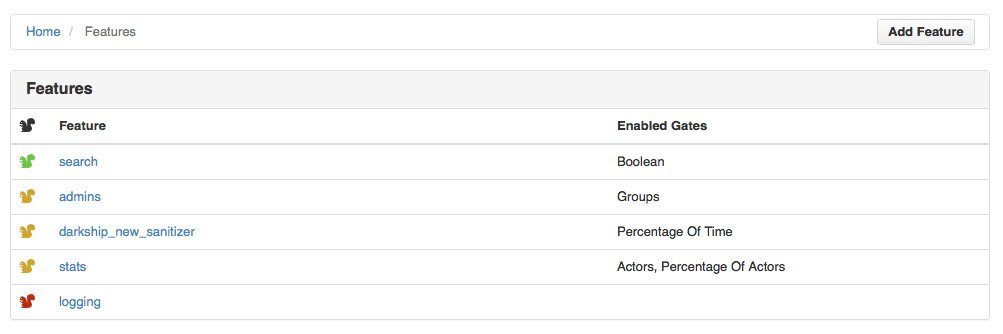 Home / Features Add Feature
Features
Feature Enabled Gates
search Boolean
admins Groups
darkship_new_sanitizer Percentage Of Time
stats Actors, Percentage Of Actors
logging